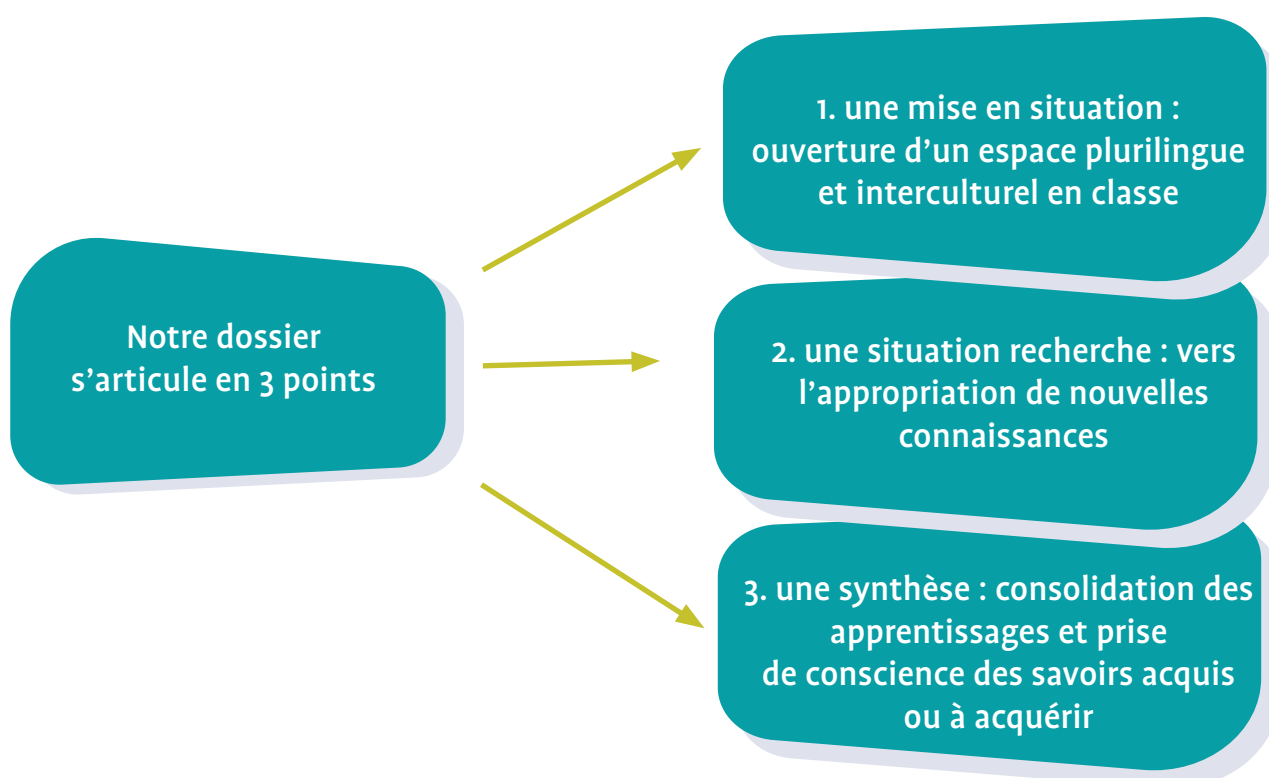 Notre dossier
s’articule en 3 points
1. une mise en situation :
ouverture d’un espace plurilingue
et interculturel en classe
2. une situation recherche : vers
l’appropriation de nouvelles
connaissances
3. une synthèse : consolidation des
apprentissages et prise
de conscience des savoirs acquis
ou à acquérir